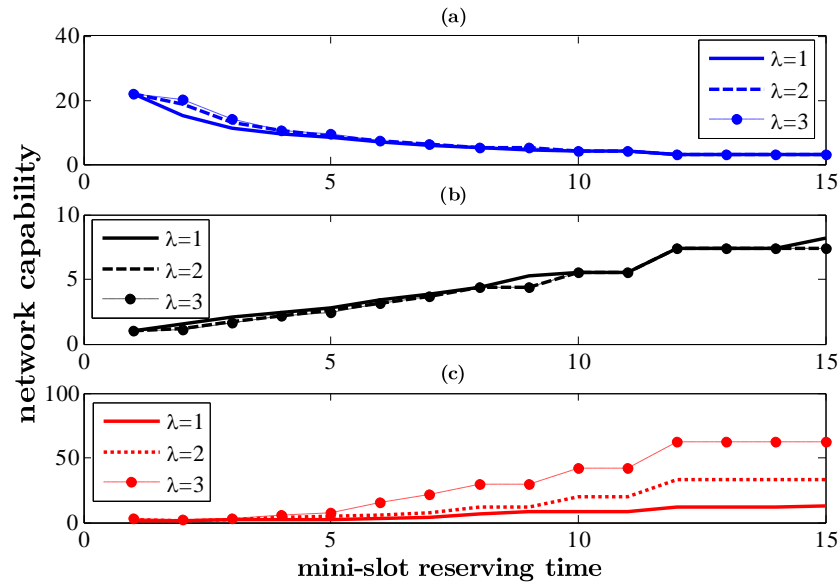 (a)
40
20
0
λ=1
λ=2
λ=3
0
5
10
15
(b)
10
5
0
λ=1
λ=2
λ=3
0
5
10
15
(c)
100
50
0
λ=1
λ=2
λ=3
0
5
10
15
network capability
mini-slot reserving time